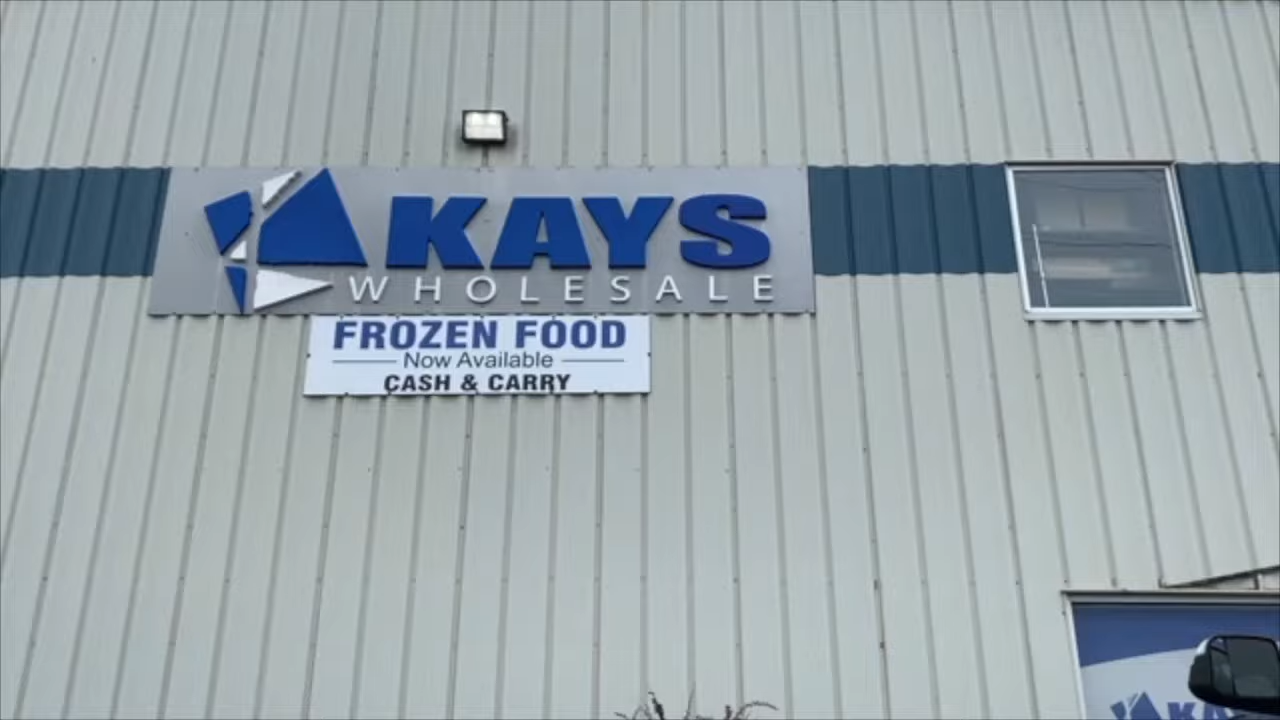 KAYS
WHOLESALE
FROZEN FOOD
Now Available
CASH & CARRY